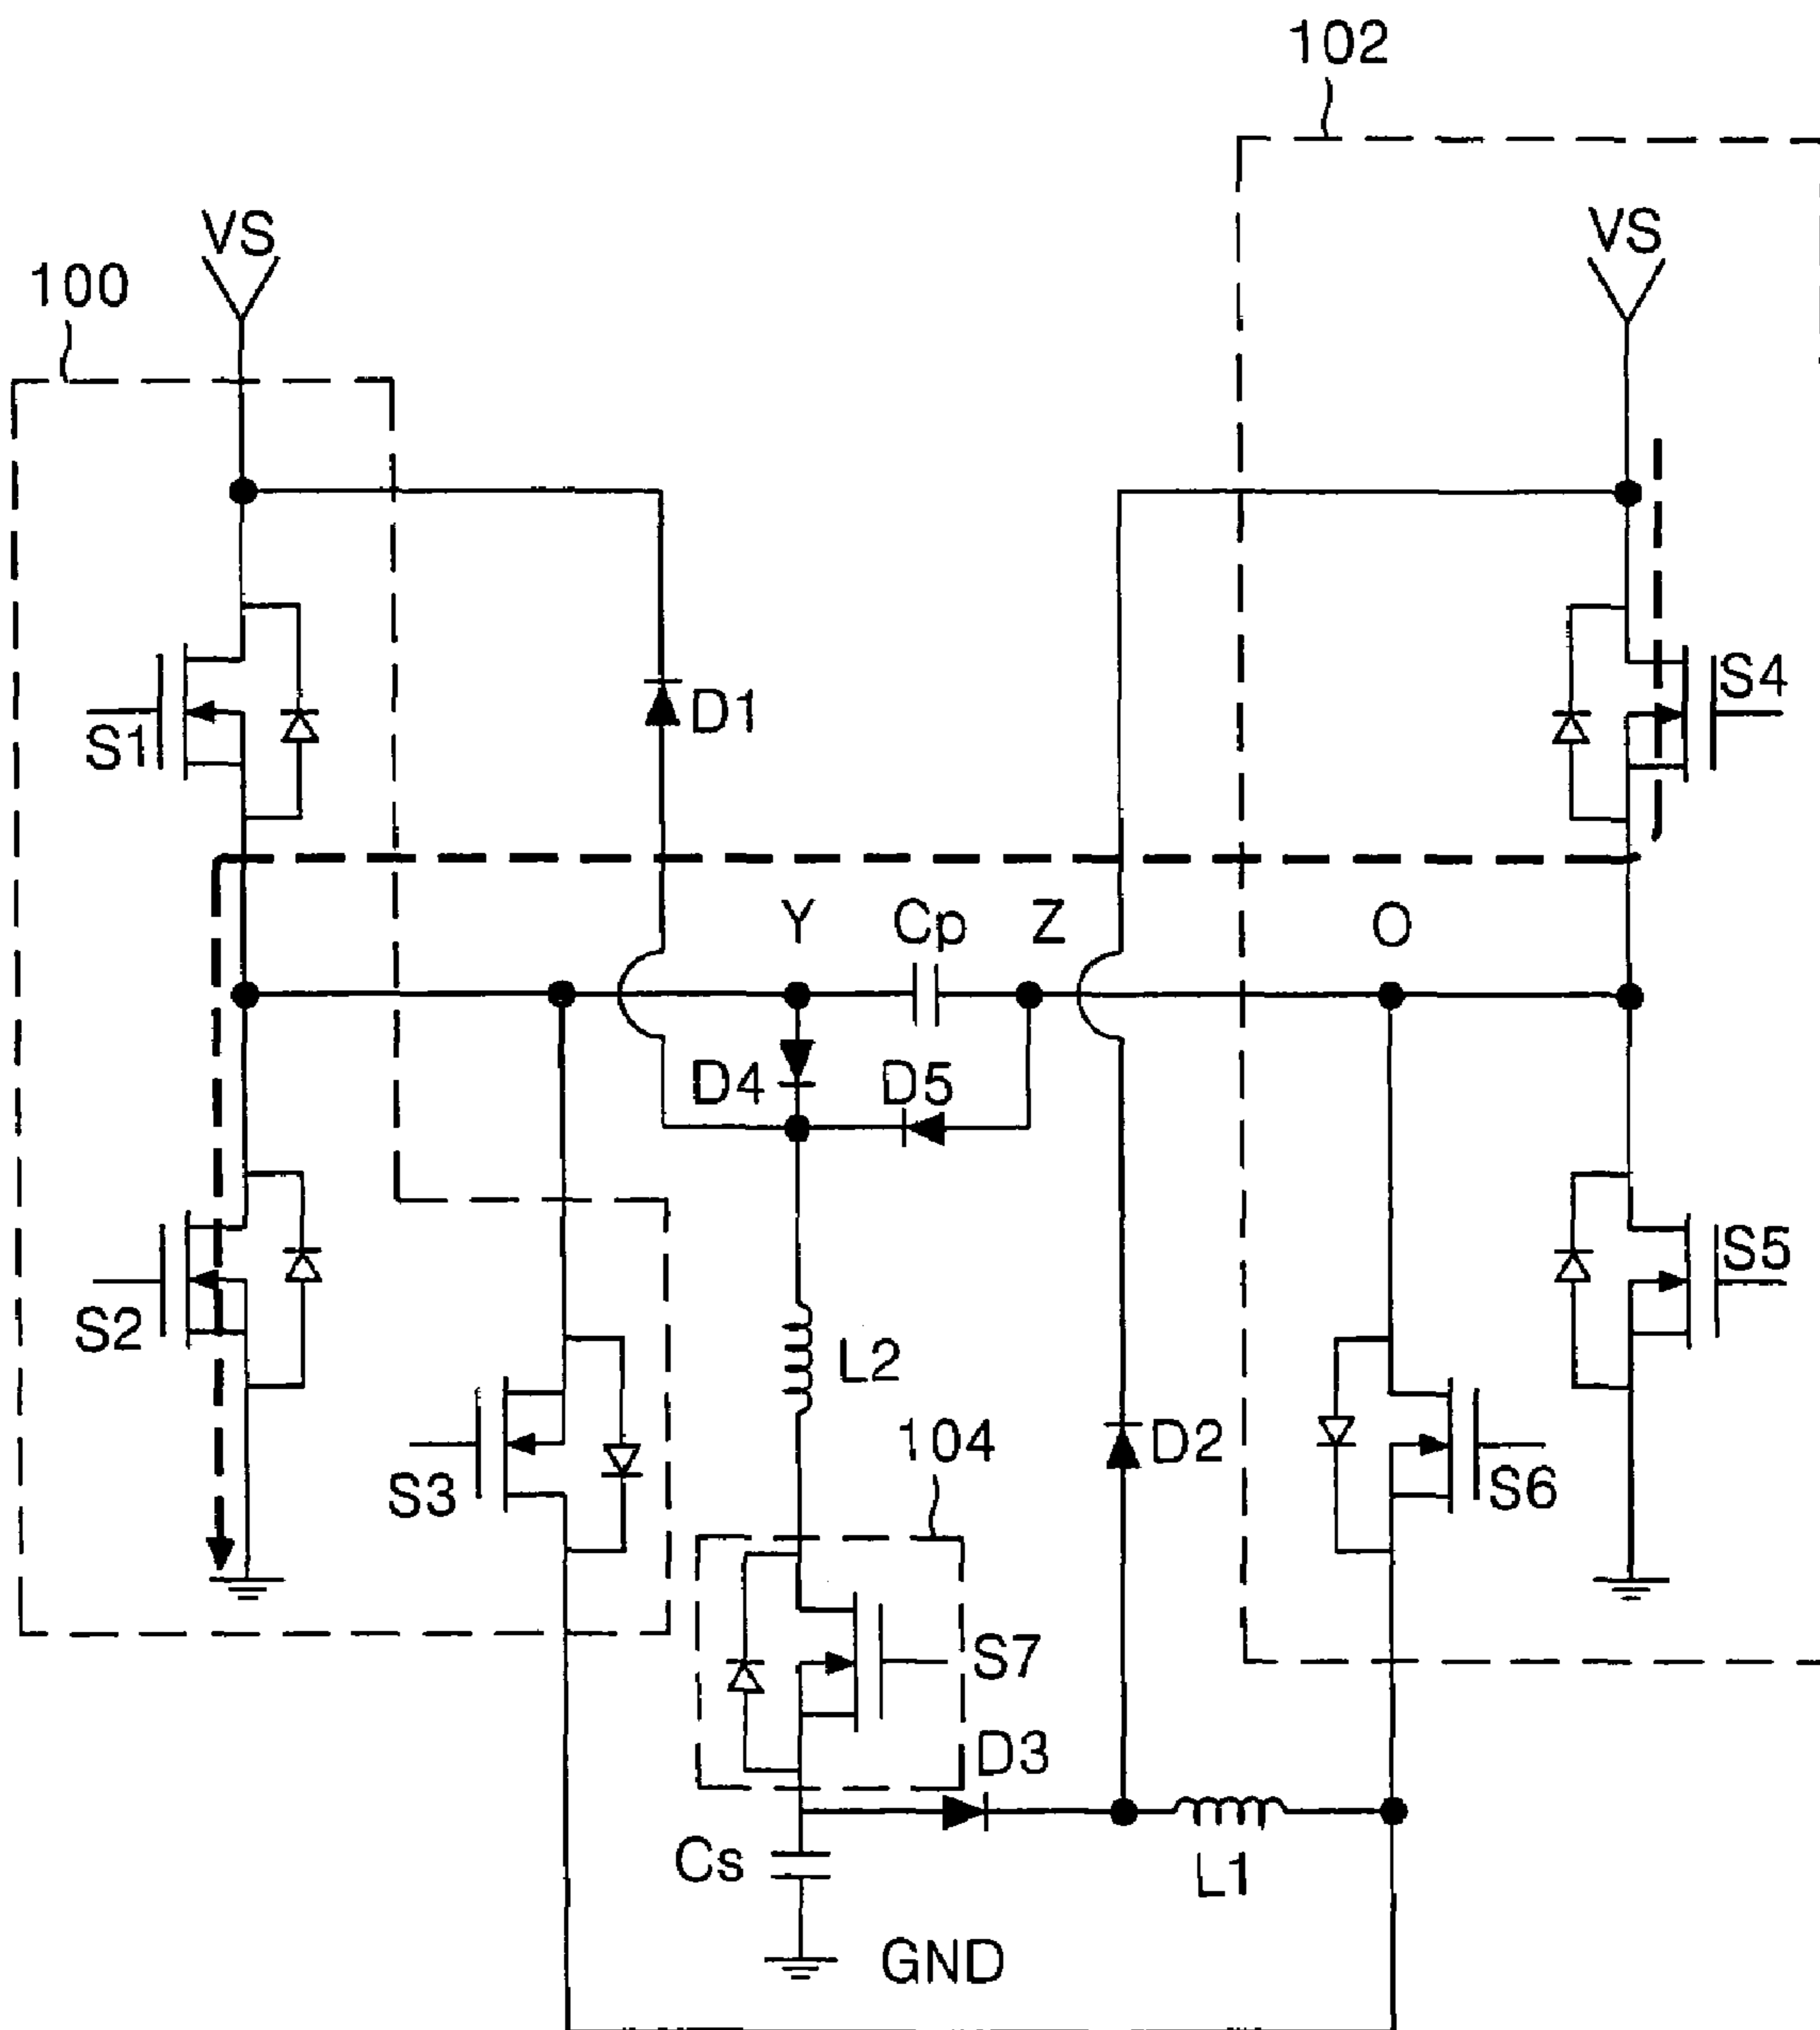 102
VS
VS
100
S4
D1
S1
Y
Cp
Z
O
D4
D5
S5
S2
L2
104
D2
S3
S6
S7
D3
Cs
L1
GND